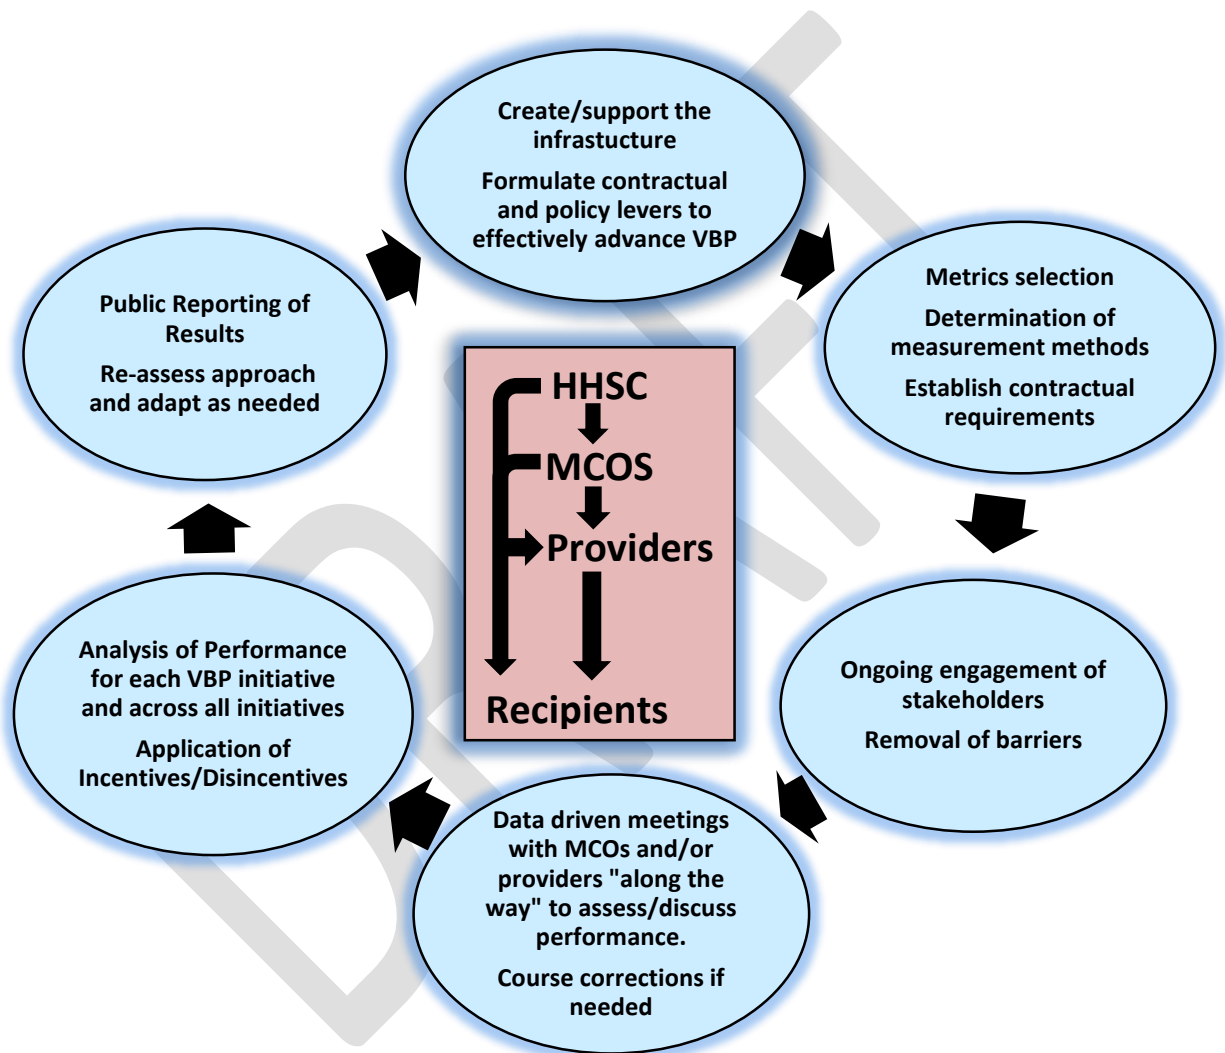 Create/support the
infrastucture
Formulate contractual
and policy levers to
effectively advance VBP
Metrics selection
Determination of
measurement methods
Establish contractual
requirements
Ongoing engagement of
stakeholders
Removal of barriers
Data driven meetings
with MCOs and/or
providers "along the
way" to assess/discuss
performance.
Course corrections if
needed
Analysis of Performance
for each VBP initiative
and across all initiatives
Application of
Incentives/Disincentives
Public Reporting of
Results
Re-assess approach
and adapt as needed
HHSC
MCOS
Providers
Recipients
DRAFT